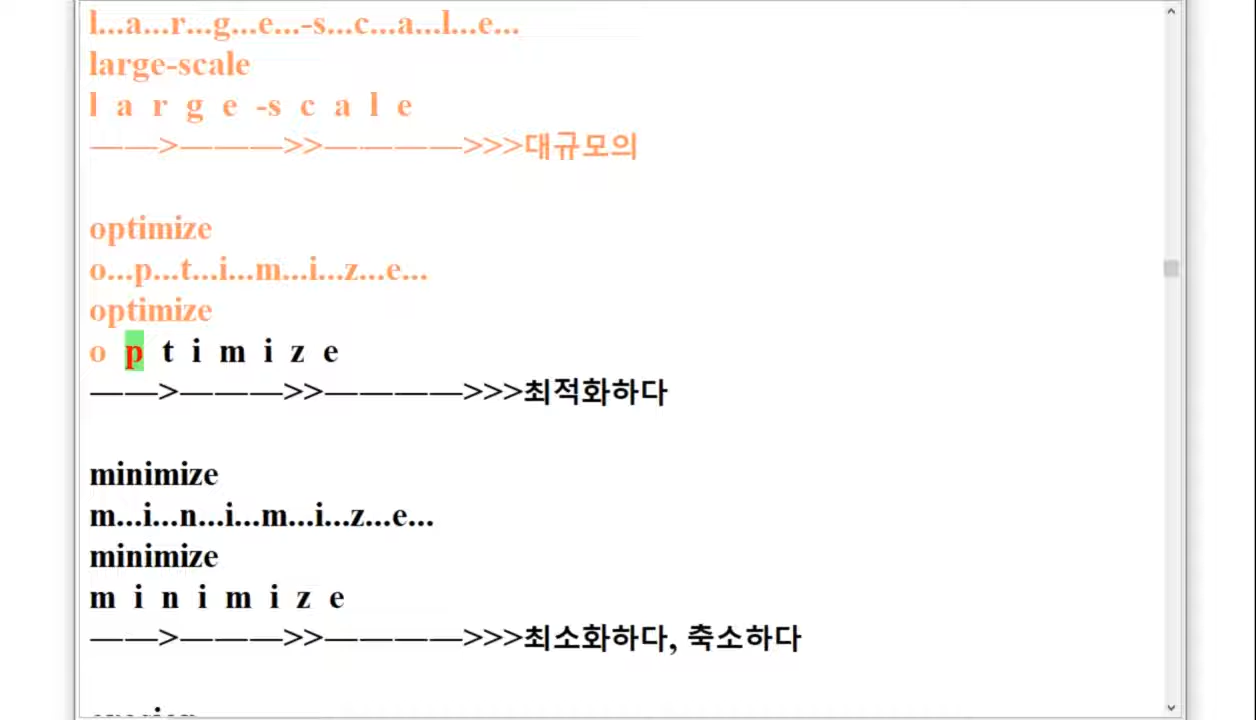 l...a...r...g...e...-s...c...a...l...e...
large-scale
l a r g e -s c a l e
——>———>>————>>>대규모의
optimize
o...p...t...i...m...i...z...e...
optimize
o p t i m i z e
——>———>>————>>>최적화하다
minimize
m...i...n...i...m...i...z...e...
minimize
m i n i m i z e
——>———>>————>>>최소화하다, 축소하다